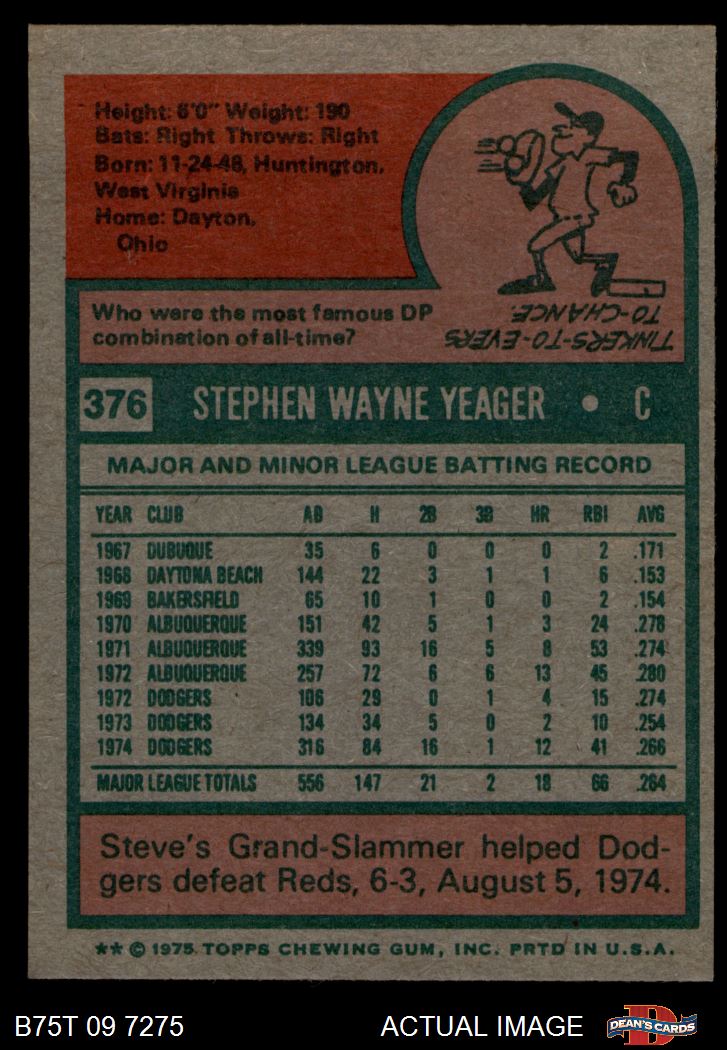 Height: 6'0" Weight: 190
Bats: Right Throws: Right
Born: 11-24-48, Huntington,
West Virginia
Home: Dayton,
Ohio
Who were the most famous DP
combination of all-time?
TINKERS-TO-EVERS
TO-CHANCE.
376 STEPHEN WAYNE YEAGER • C
MAJOR AND MINOR LEAGUE BATTING RECORD
YEAR CLUB AB H 2B 3B HR RBI AVG
1967 DUBUQUE 35 6 0 0 0 2 .171
1968 DAYTONA BEACH 144 22 3 1 1 6 .153
1969 BAKERSFIELD 65 10 1 0 0 2 .154
1970 ALBUQUERQUE 151 42 5 1 3 24 .278
1971 ALBUQUERQUE 339 93 16 5 8 53 .274
1972 ALBUQUERQUE 257 72 6 6 13 45 .280
1972 DODGERS 106 29 0 1 4 15 .274
1973 DODGERS 134 34 5 0 2 10 .254
1974 DODGERS 316 84 16 1 12 41 .266
MAJOR LEAGUE TOTALS 556 147 21 2 18 66 .264
Steve's Grand-Slammer helped Dod-
gers defeat Reds, 6-3, August 5, 1974.
** © 1975 TOPPS CHEWING GUM, INC. PRTD IN U.S.A.
B75T 09 7275 ACTUAL IMAGE D DEAN'S CARDS